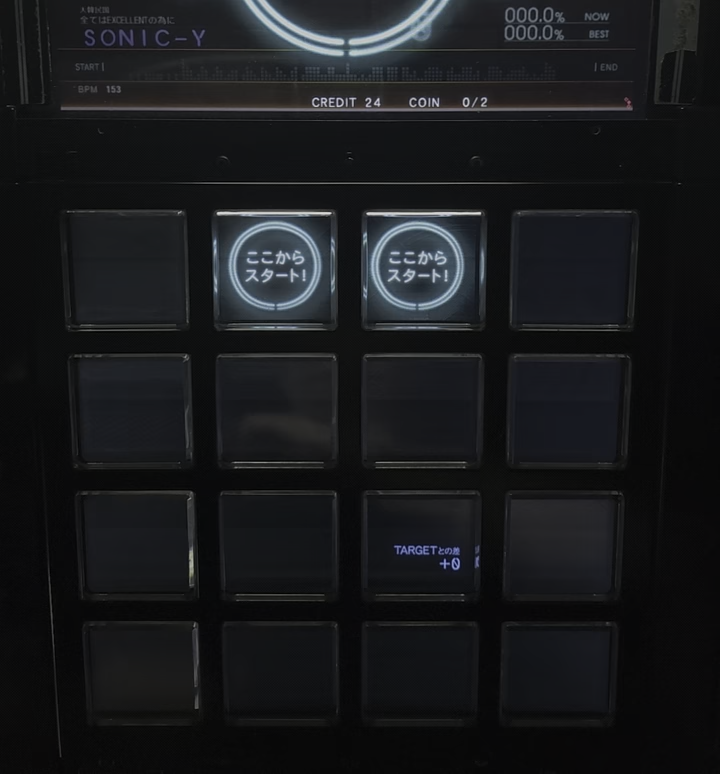 全てはEXCELLENTの為に
SONIC-Y
000.0% NOW
000.0% BEST
START
END
BPM 153
CREDIT 24 COIN 0/2
ここから
スタート!
ここから
スタート!
TARGETとの差
+0